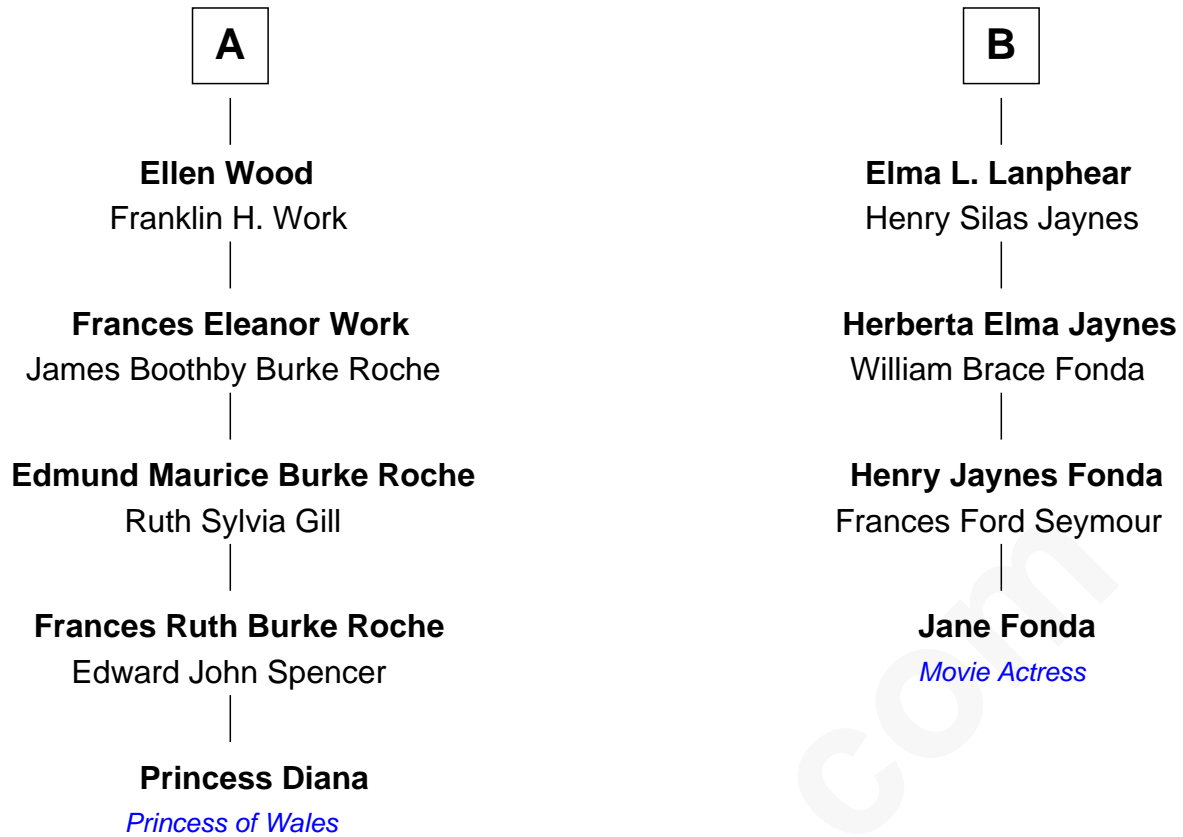 A
Ellen Wood
Franklin H. Work
Frances Eleanor Work
James Boothby Burke Roche
Edmund Maurice Burke Roche
Ruth Sylvia Gill
Frances Ruth Burke Roche
Edward John Spencer
Princess Diana
Princess of Wales
B
Elma L. Lanphear
Henry Silas Jaynes
Herberta Elma Jaynes
William Brace Fonda
Henry Jaynes Fonda
Frances Ford Seymour
Jane Fonda
Movie Actress
com